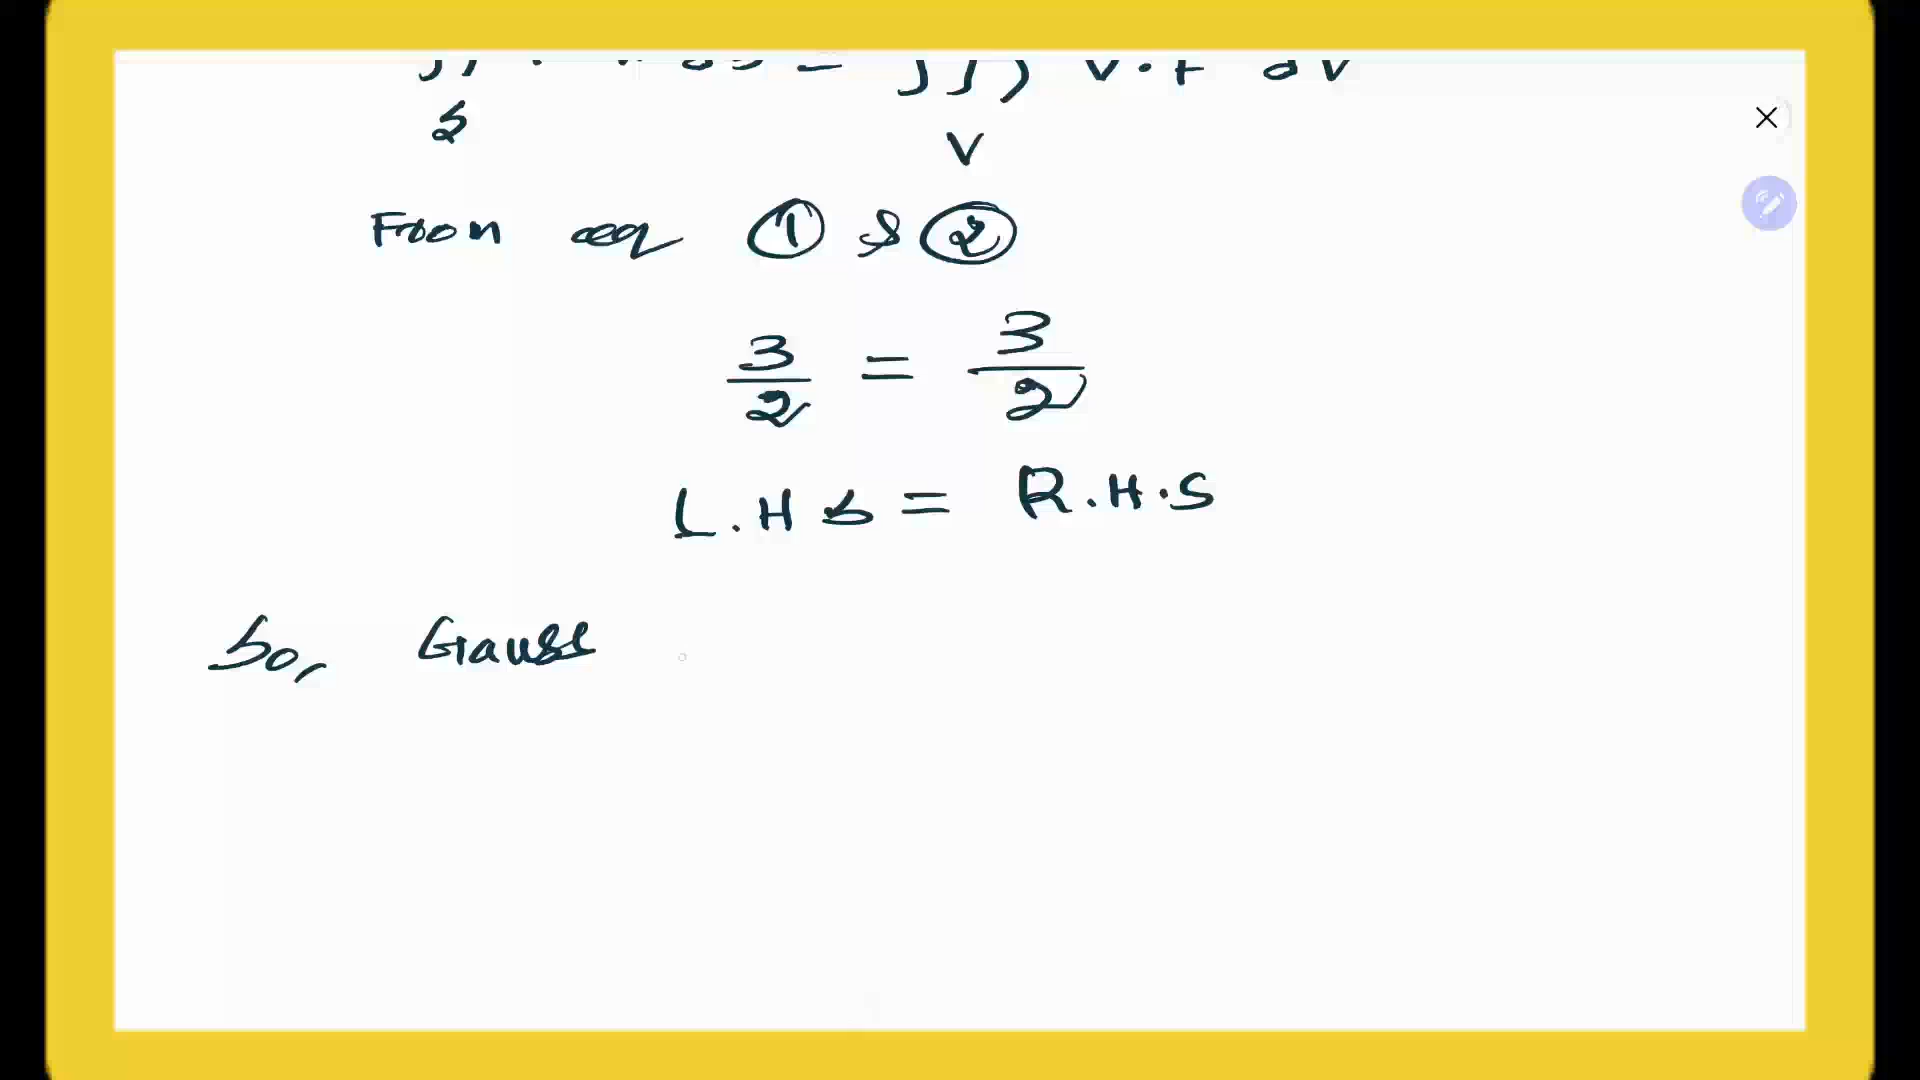 s v
From eq ① & ②
3/2 = 3/2
L.H S = R.H.S
So, Gauss